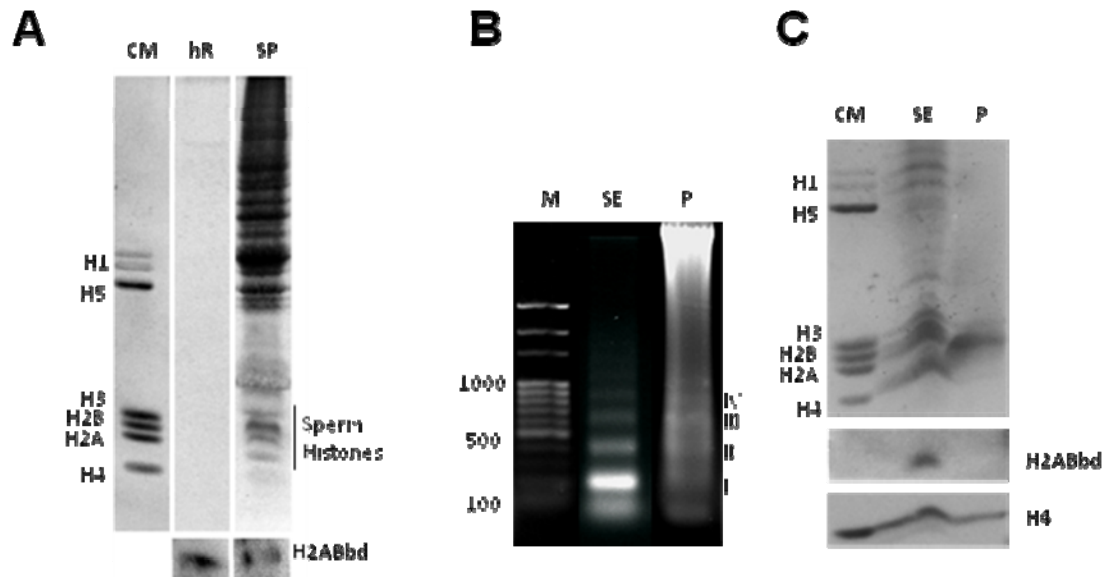 A
CM hR SP
H1
H5
H3
H2B
H2A
H4
Sperm
Histones
H2ABbd
B
M SE P
1000
500
100
IV
III
II
I
C
CM SE P
H1
H5
H3
H2B
H2A
H4
H2ABbd
H4